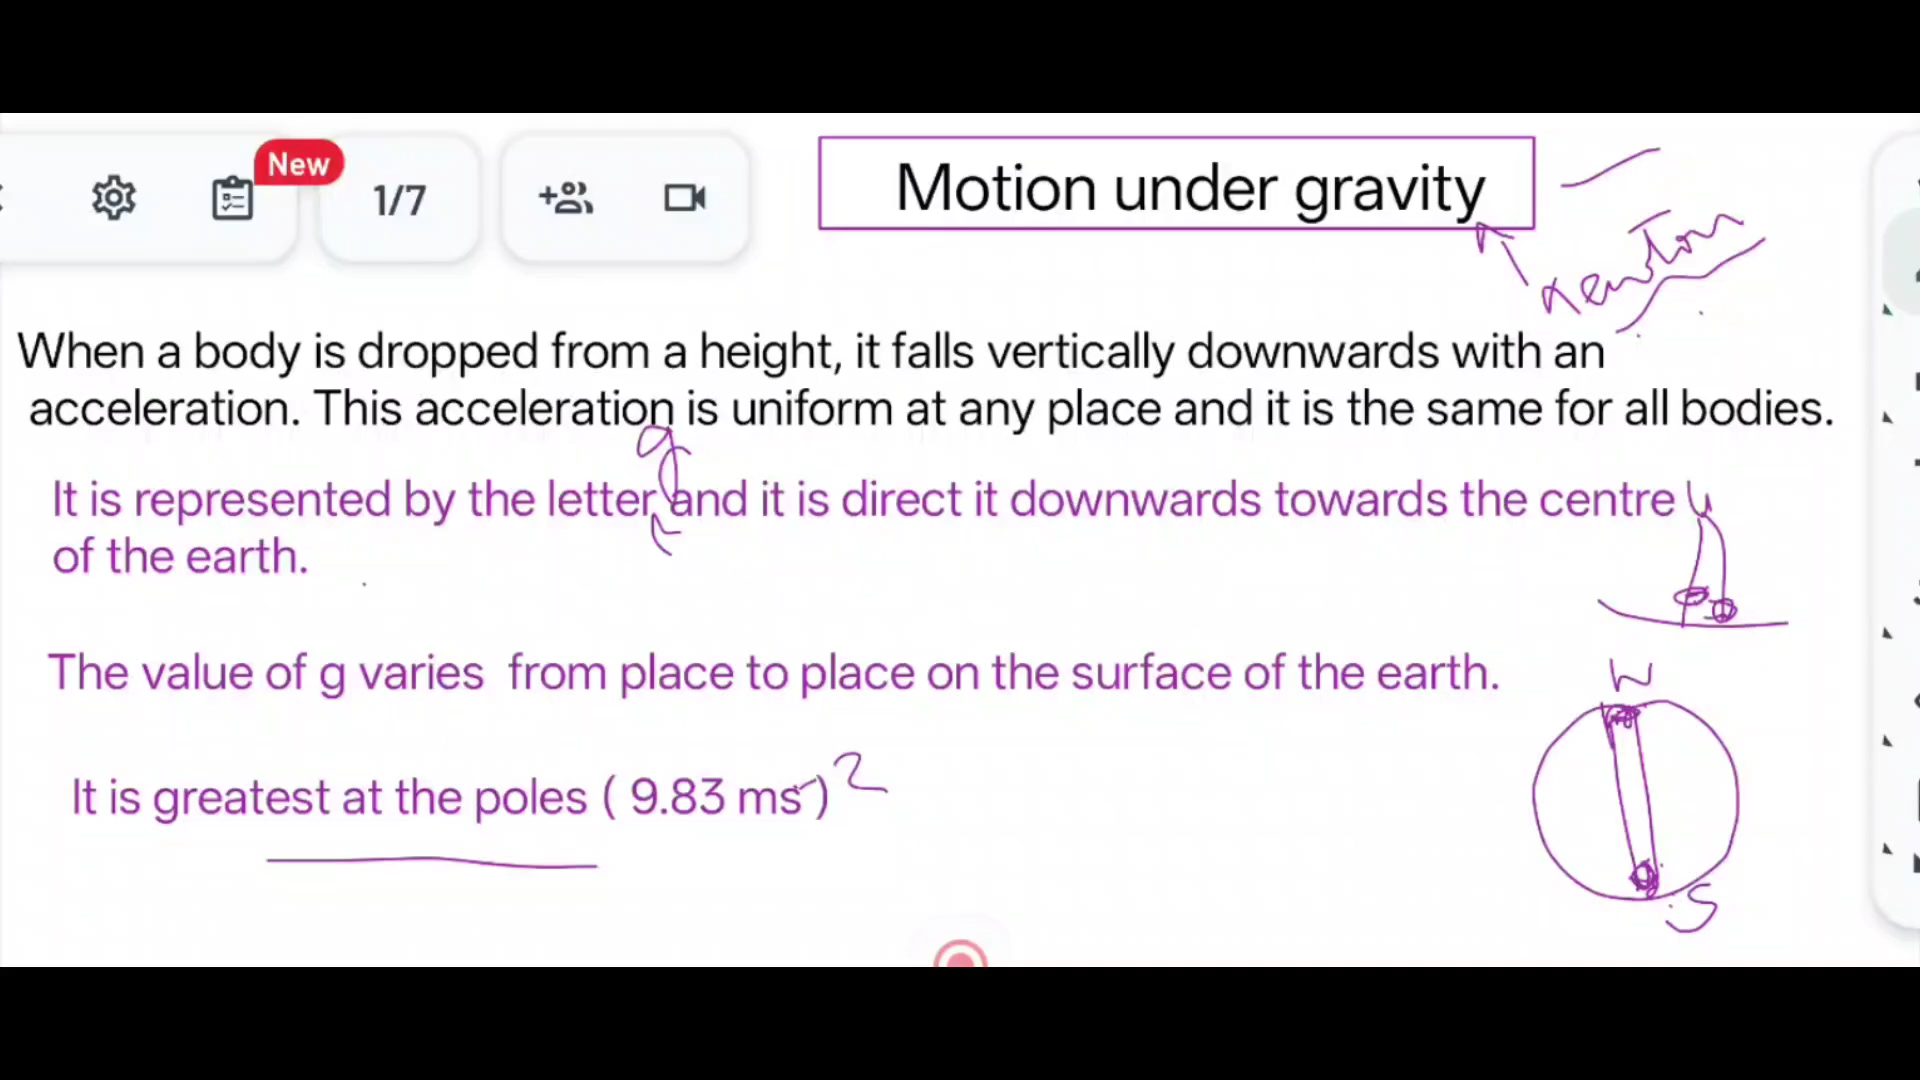 New
1/7
Motion under gravity
Newton
When a body is dropped from a height, it falls vertically downwards with an
acceleration. This acceleration is uniform at any place and it is the same for all bodies.
g
It is represented by the letter and it is direct it downwards towards the centre
of the earth.
The value of g varies from place to place on the surface of the earth.
N
It is greatest at the poles ( 9.83 ms⁻)²
S